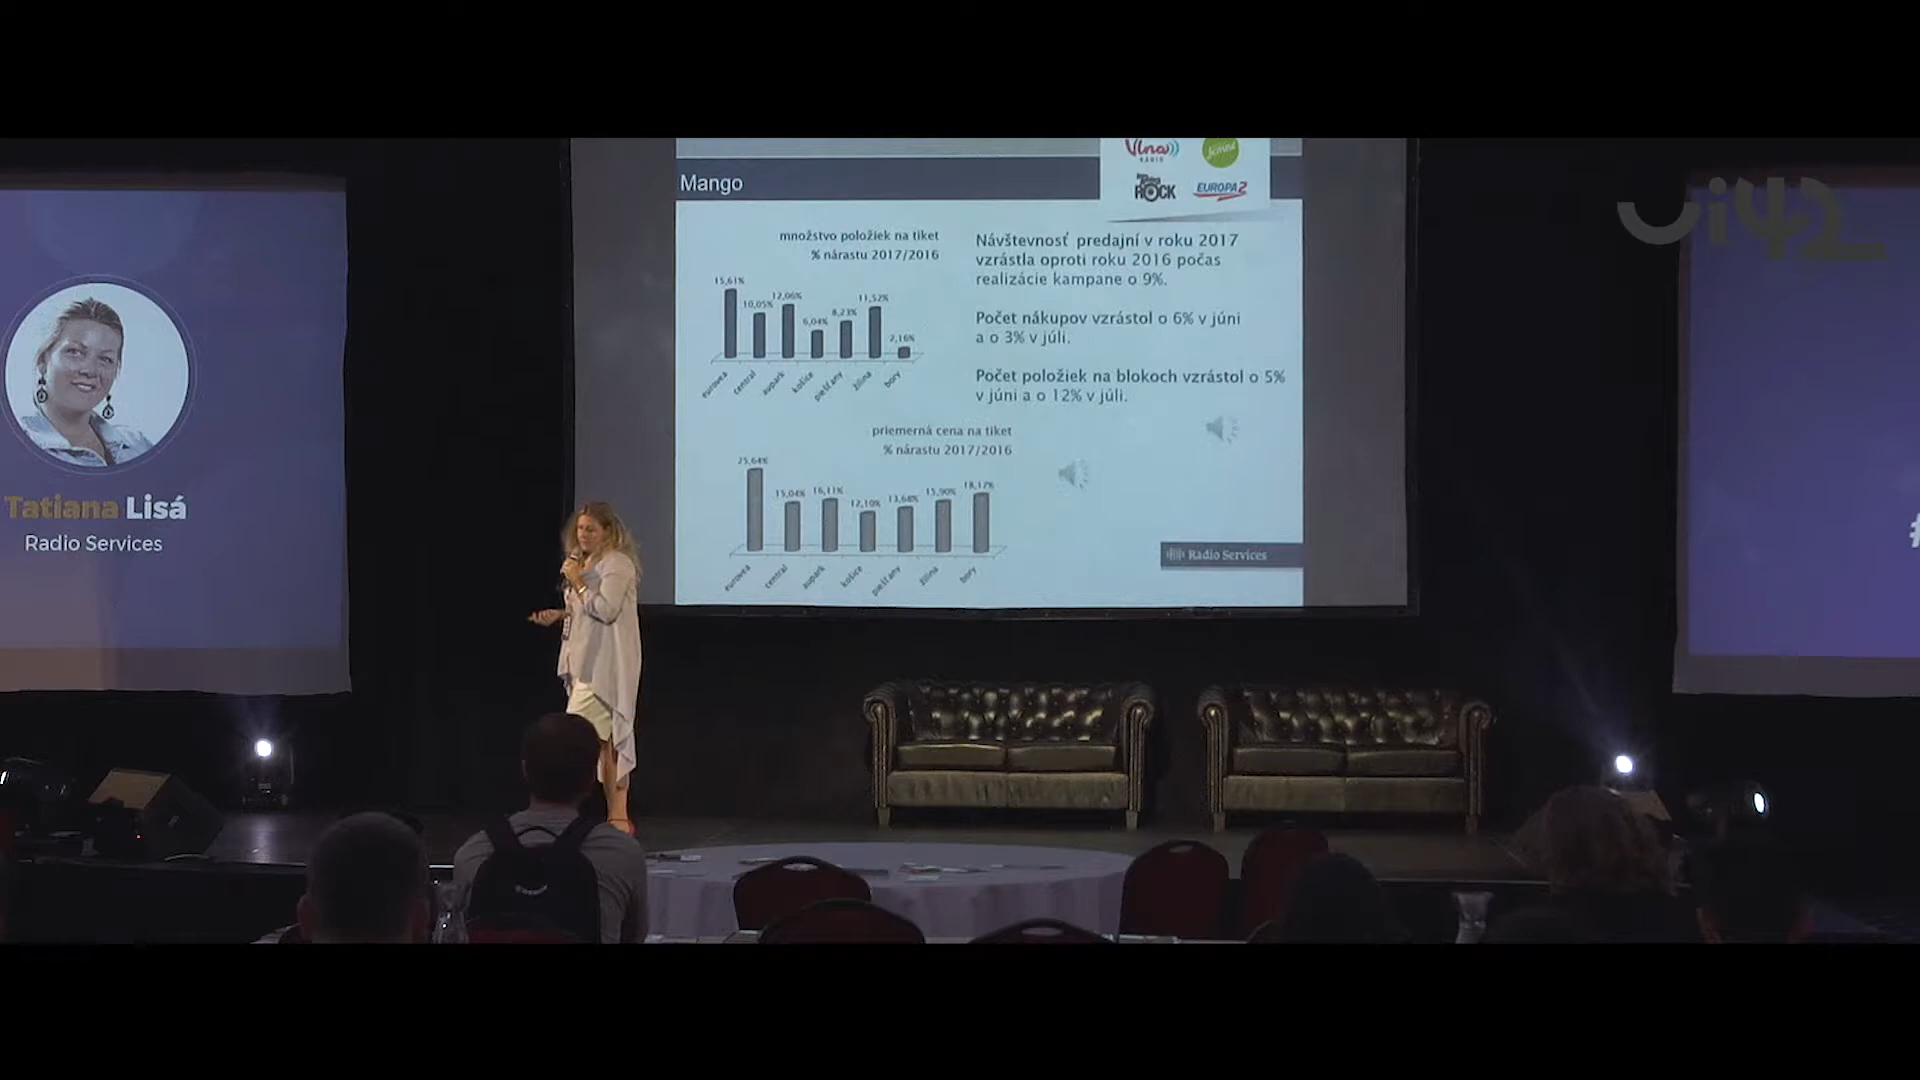 Mango
Vlna
RADIO
Jemné
ROCK
EUROPA 2
množstvo položiek na tiket
% nárastu 2017/2016
15,61%
10,05%
12,06%
6,04%
8,23%
11,52%
2,16%
eurovea
central
aupark
košice
piešťany
žilina
bory
Návštevnosť predajní v roku 2017
vzrástla oproti roku 2016 počas
realizácie kampane o 9%.
Počet nákupov vzrástol o 6% v júni
a o 3% v júli.
Počet položiek na blokoch vzrástol o 5%
v júni a o 12% v júli.
priemerná cena na tiket
% nárastu 2017/2016
25,64%
15,04%
16,11%
12,10%
13,68%
15,90%
18,17%
eurovea
central
aupark
košice
piešťany
žilina
bory
Radio Services
Tatiana Lisá
Radio Services
ui42
#